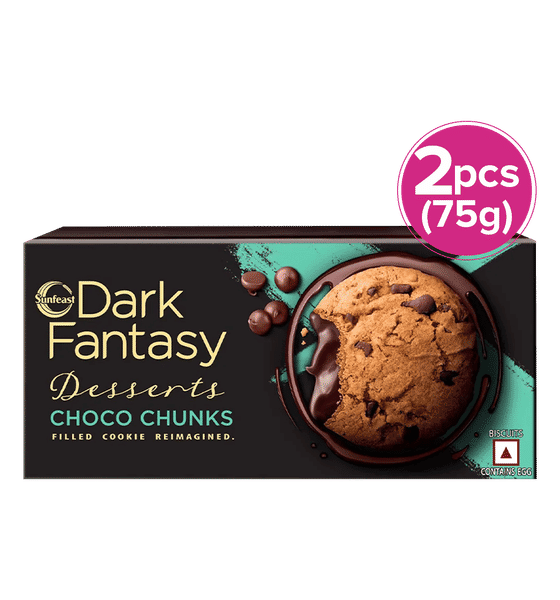 2pcs
(75g)
Sunfeast
Dark
Fantasy
Desserts
CHOCO CHUNKS
FILLED COOKIE REIMAGINED.
BISCUITS
CONTAINS EGG